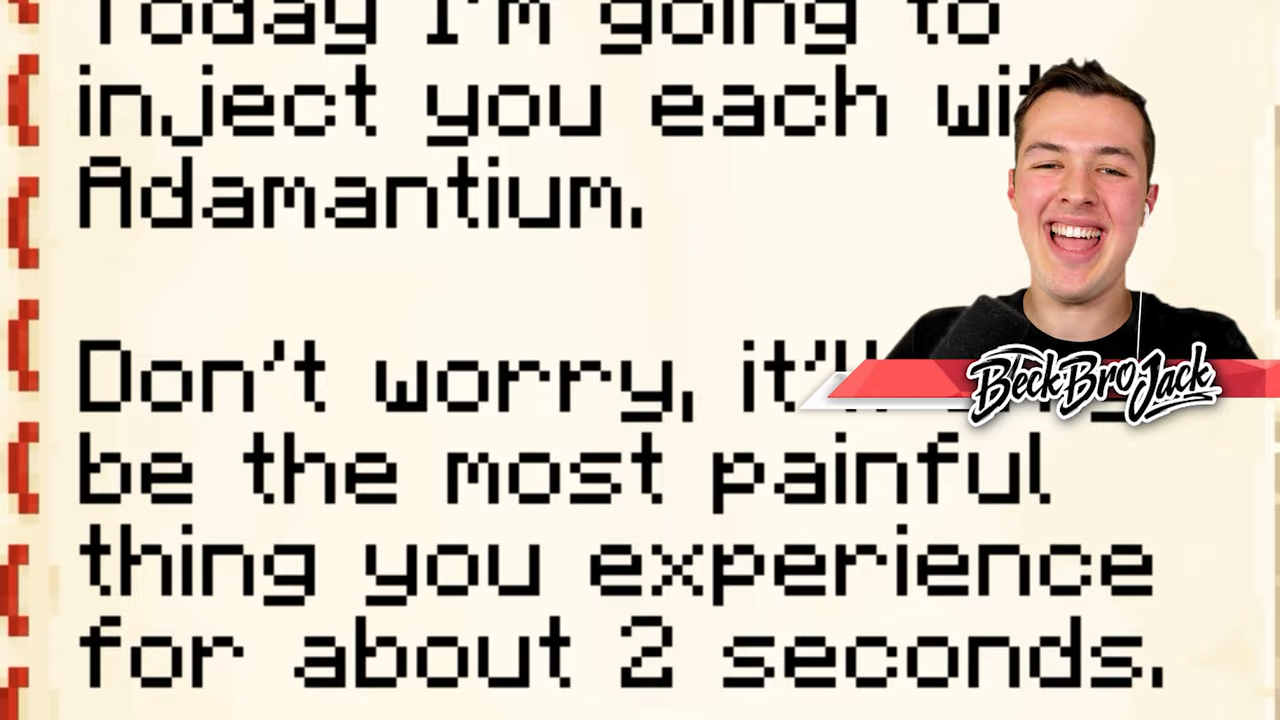 Today I'm going to
inject you each
Adamantium.
Don't worry,
be the most painful
thing you experience
for about 2 seconds.
BeckBroJack